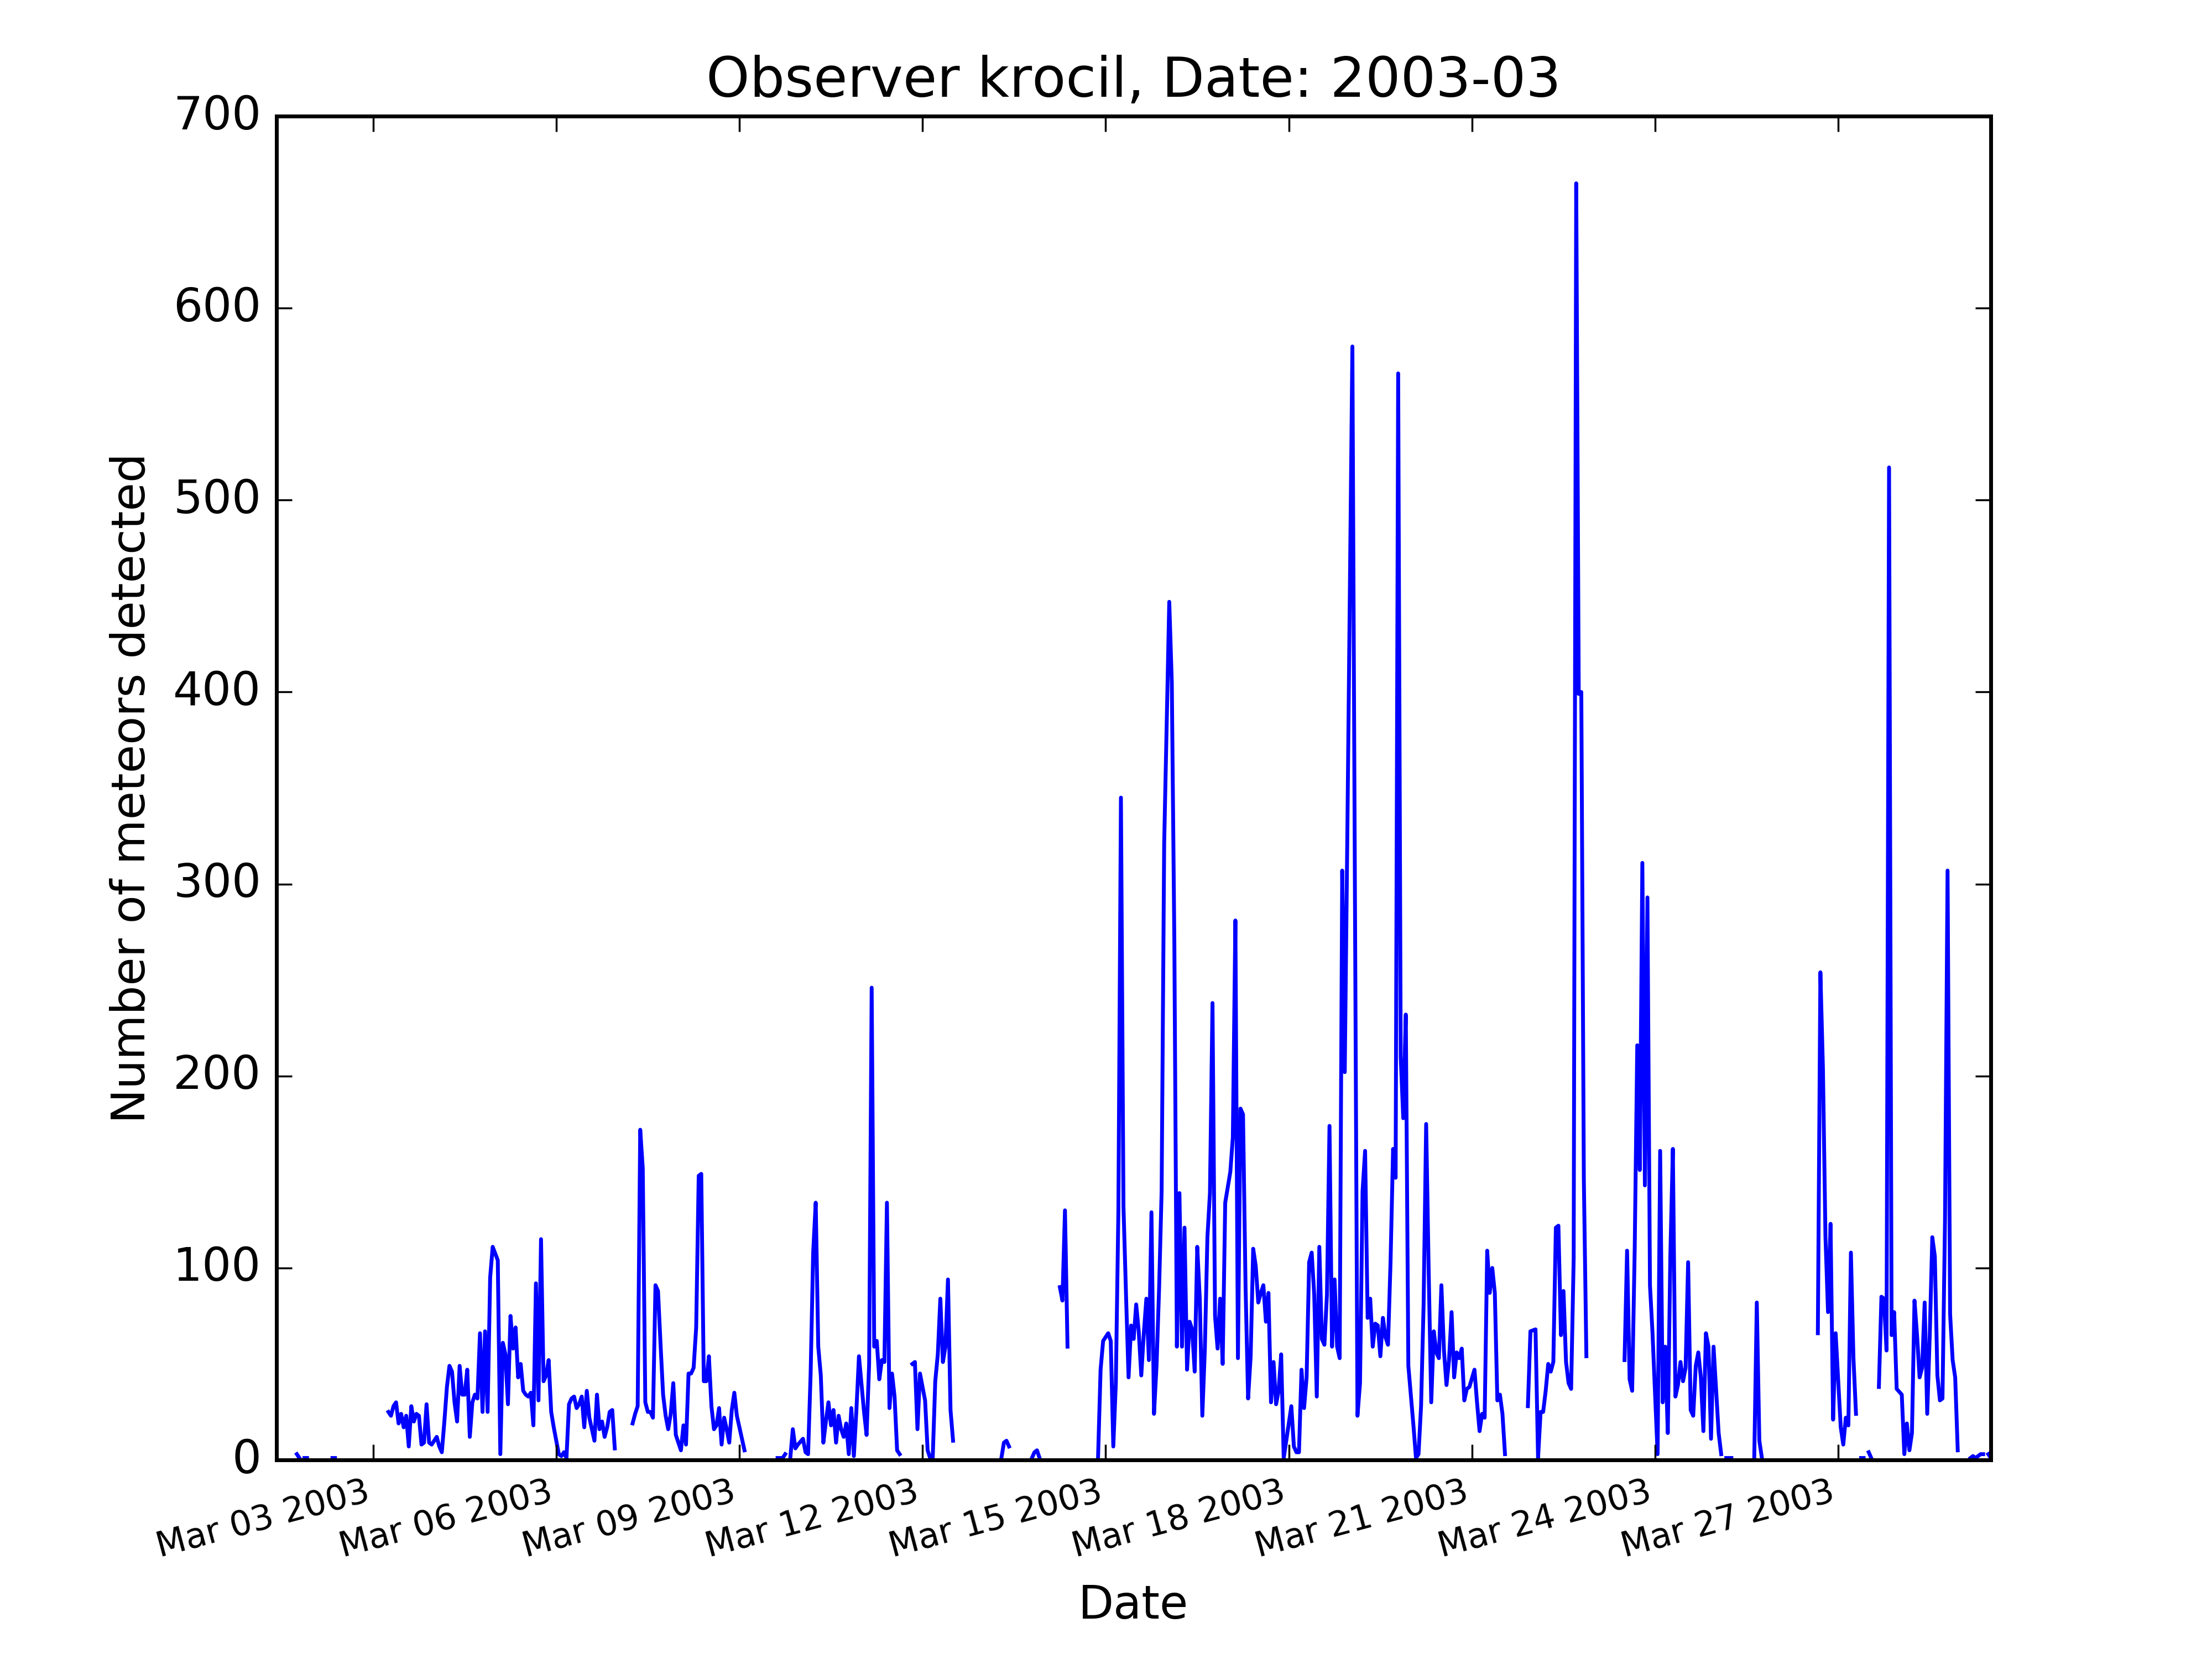 Observer krocil, Date: 2003-03
700
600
500
400
300
200
100
0
Number of meteors detected
Mar 03 2003
Mar 06 2003
Mar 09 2003
Mar 12 2003
Mar 15 2003
Mar 18 2003
Mar 21 2003
Mar 24 2003
Mar 27 2003
Date